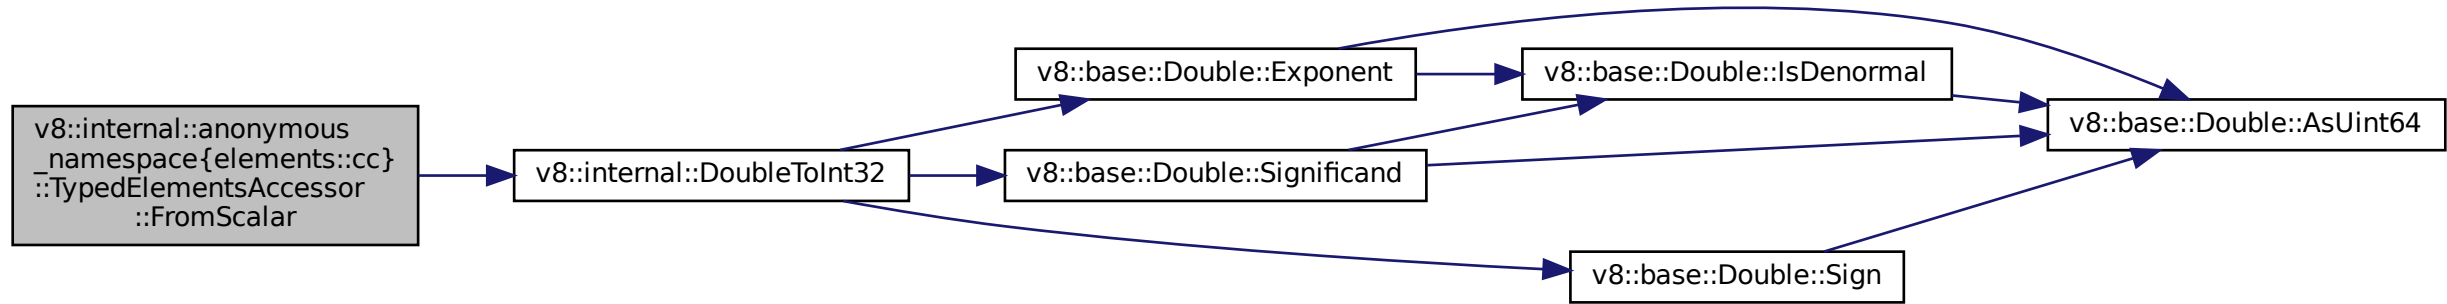 v8::internal::anonymous
_namespace{elements::cc}
::TypedElementsAccessor
::FromScalar
v8::internal::DoubleToInt32
v8::base::Double::Exponent
v8::base::Double::Significand
v8::base::Double::IsDenormal
v8::base::Double::Sign
v8::base::Double::AsUint64